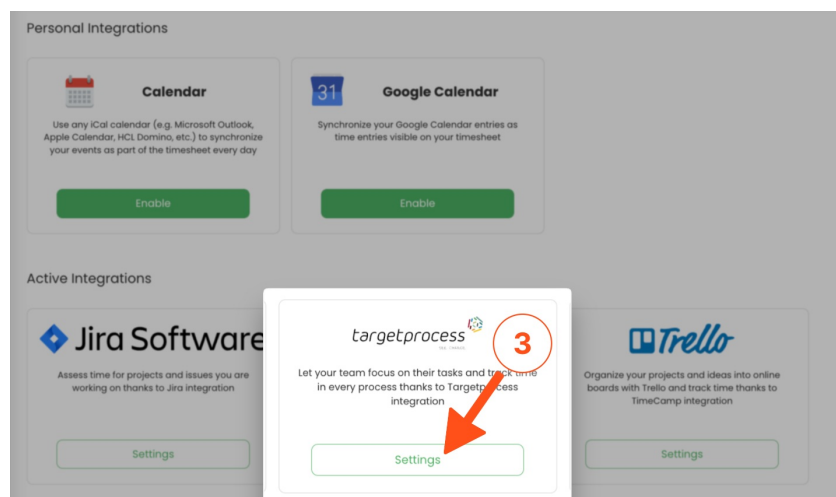 Personal Integrations
Calendar
Use any iCal calendar (e.g. Microsoft Outlook,
Apple Calendar, HCL Domino, etc.) to synchronize
your events as part of the timesheet every day
Enable
31
Google Calendar
Synchronize your Google Calendar entries as
time entries visible on your timesheet
Enable
Active Integrations
Jira Software
Assess time for projects and issues you are
working on thanks to Jira integration
Settings
targetprocess
3
Let your team focus on their tasks and track time
in every process thanks to Targetprocess
integration
Settings
Trello
Organize your projects and ideas into online
boards with Trello and track time thanks to
TimeCamp integration
Settings